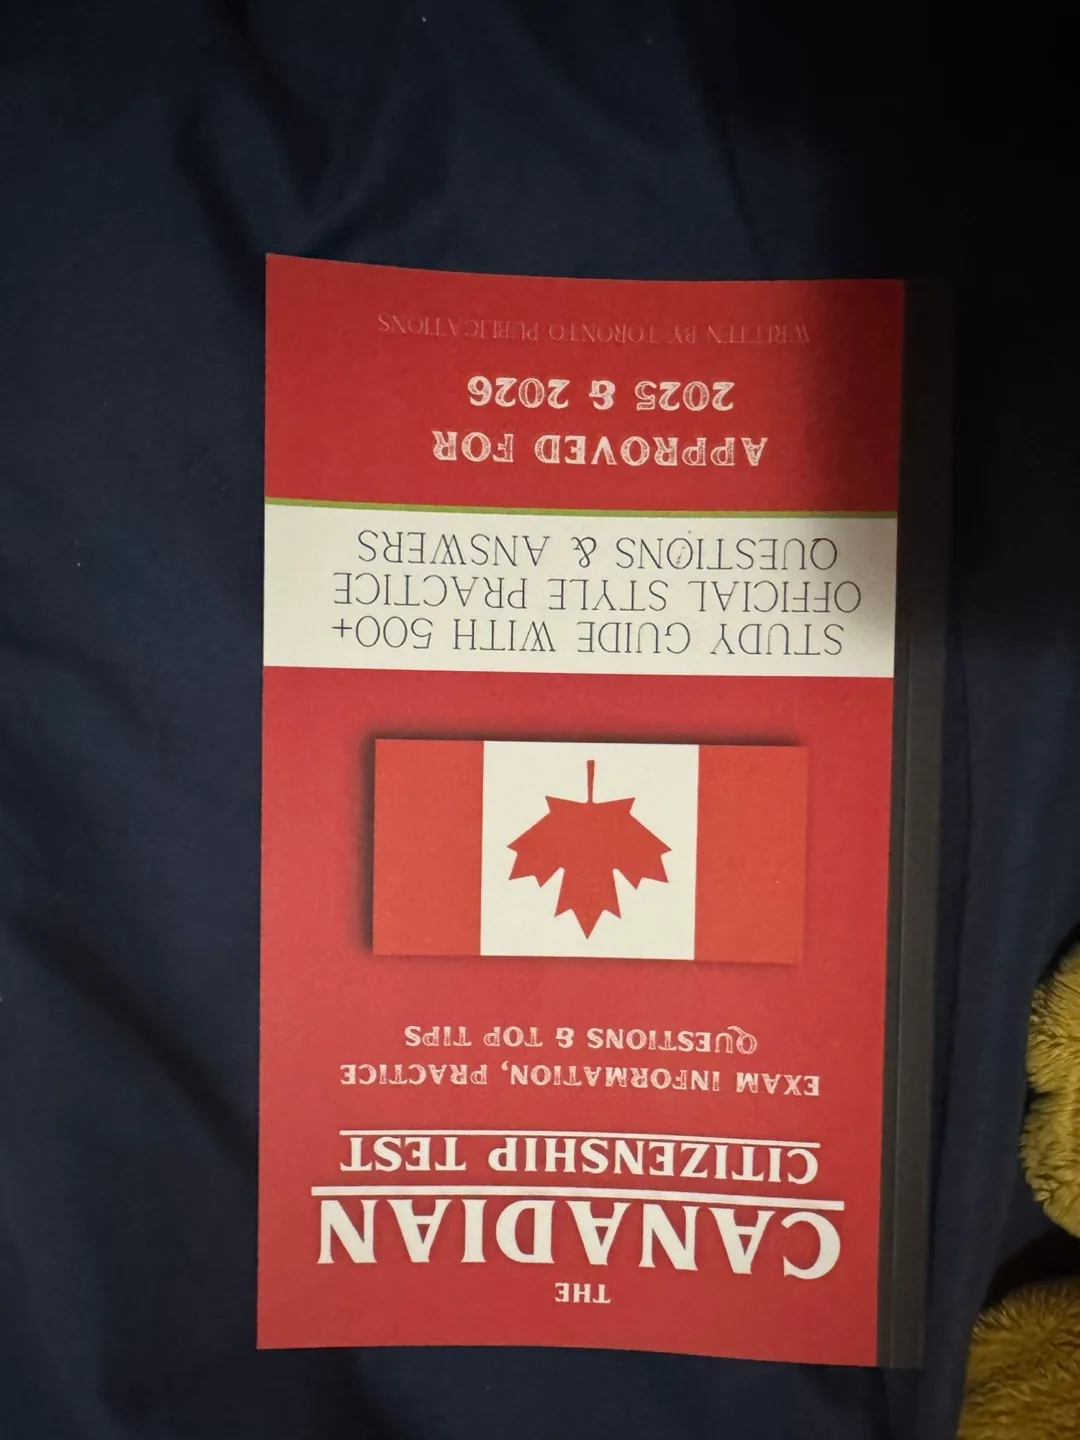 THE
CANADIAN
CITIZENSHIP TEST
EXAM INFORMATION, PRACTICE
QUESTIONS & TOP TIPS
STUDY GUIDE WITH 500+
OFFICIAL STYLE PRACTICE
QUESTIONS & ANSWERS
APPROVED FOR
2025 & 2026
WRITTEN BY TORONTO PUBLICATIONS